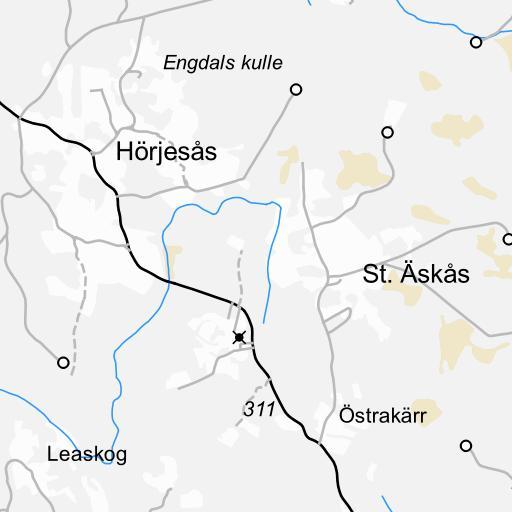 Engdals kulle
Hörjesås
St. Äskås
311
Östrakärr
Leaskog